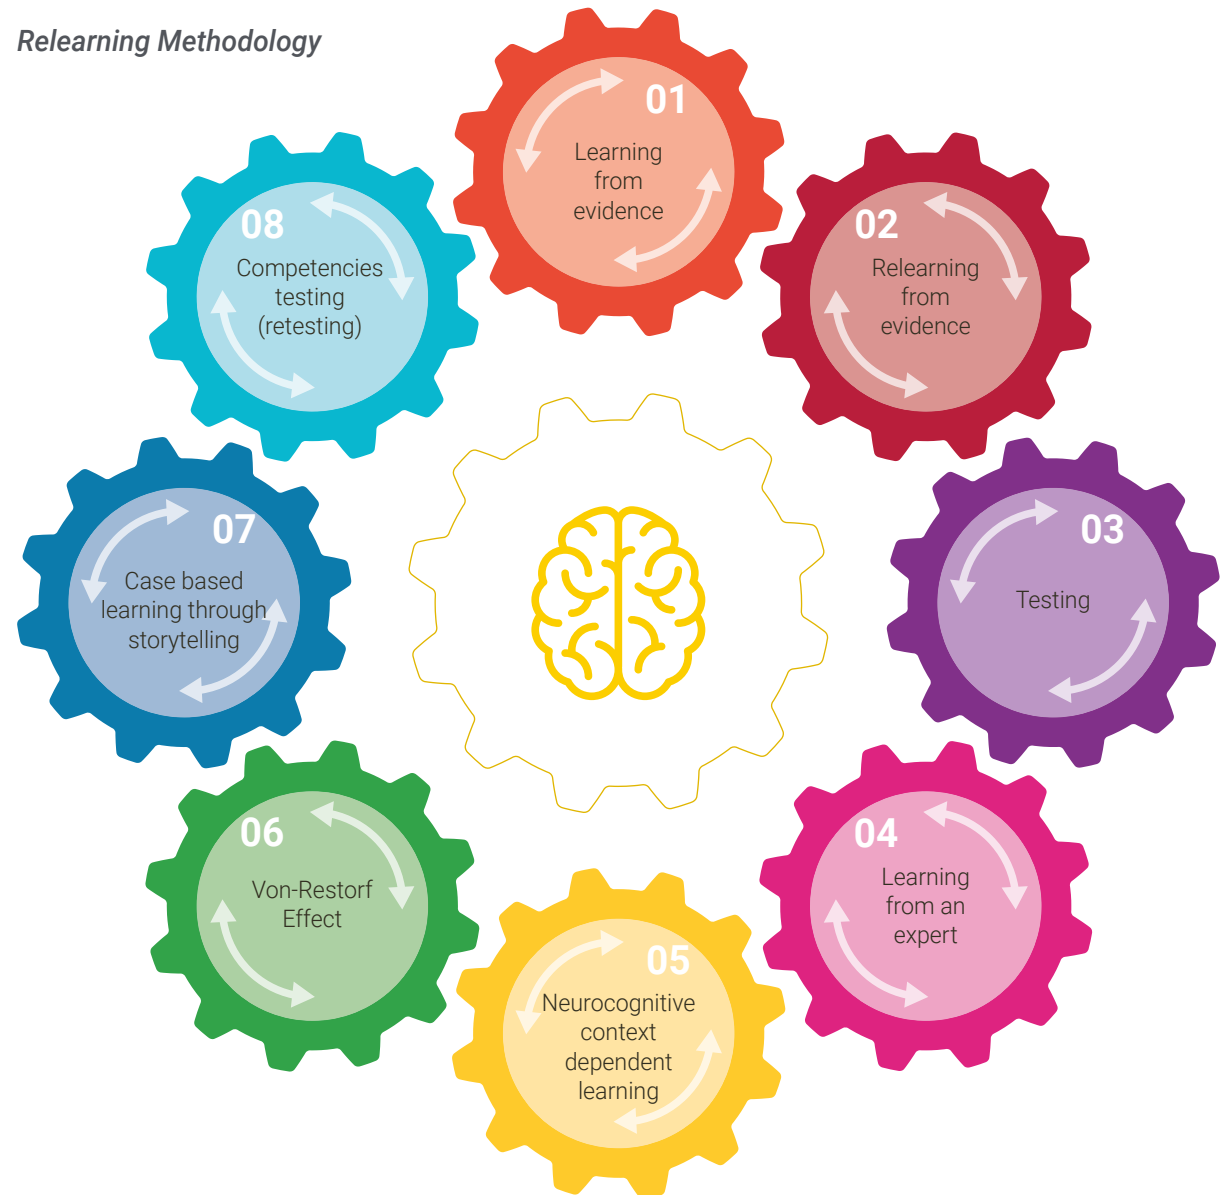 Relearning Methodology
01
Learning
from
evidence
02
Relearning
from
evidence
03
Testing
04
Learning
from an
expert
05
Neurocognitive
context
dependent
learning
06
Von-Restorf
Effect
07
Case based
learning through
storytelling
08
Competencies
testing
(retesting)